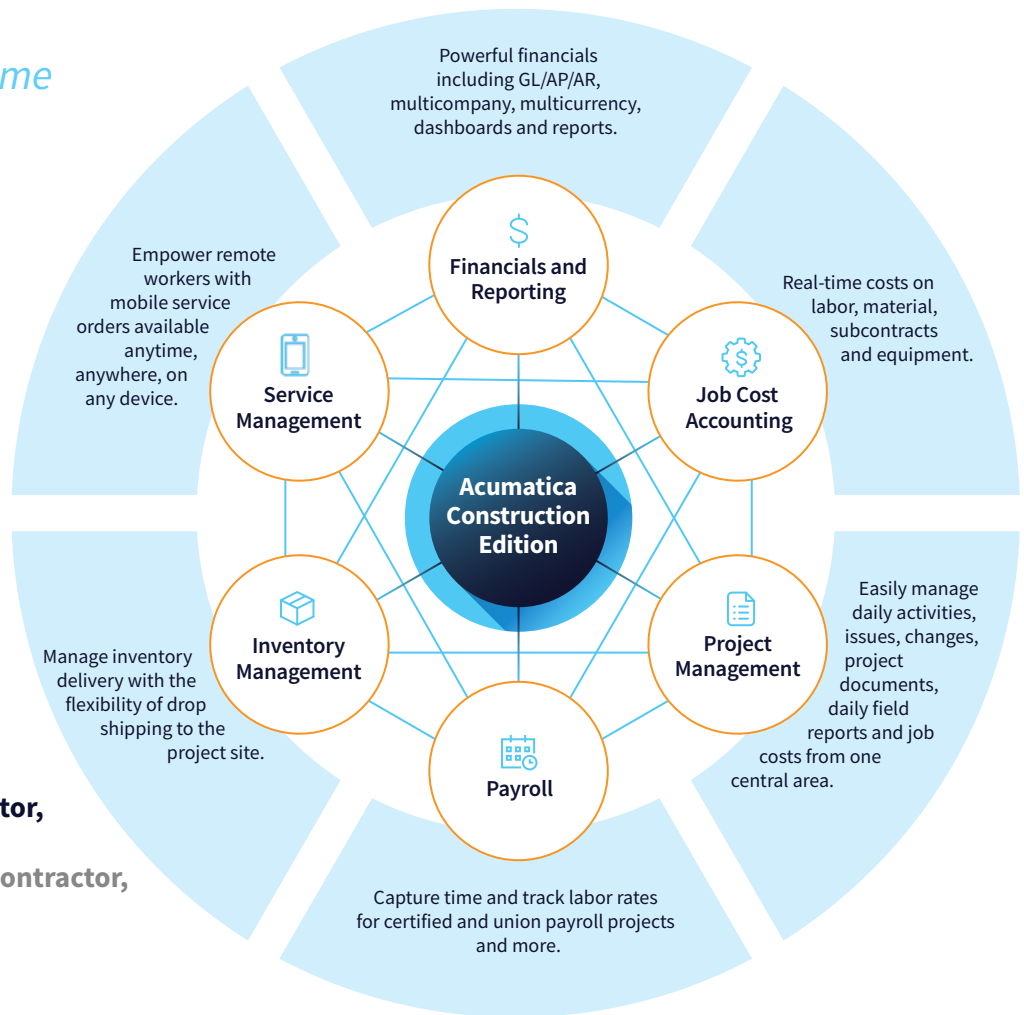 me
Powerful financials
including GL/AP/AR,
multicompany, multicurrency,
dashboards and reports.
Financials and
Reporting
Real-time costs on
labor, material,
subcontracts
and equipment.
Job Cost
Accounting
Easily manage
daily activities,
issues, changes,
project
documents,
daily field
reports and job
costs from one
central area.
Project
Management
Capture time and track labor rates
for certified and union payroll projects
and more.
Payroll
Manage inventory
delivery with the
flexibility of drop
shipping to the
project site.
Inventory
Management
Empower remote
workers with
mobile service
orders available
anytime,
anywhere, on
any device.
Service
Management
Acumatica
Construction
Edition
tor,
ontractor,